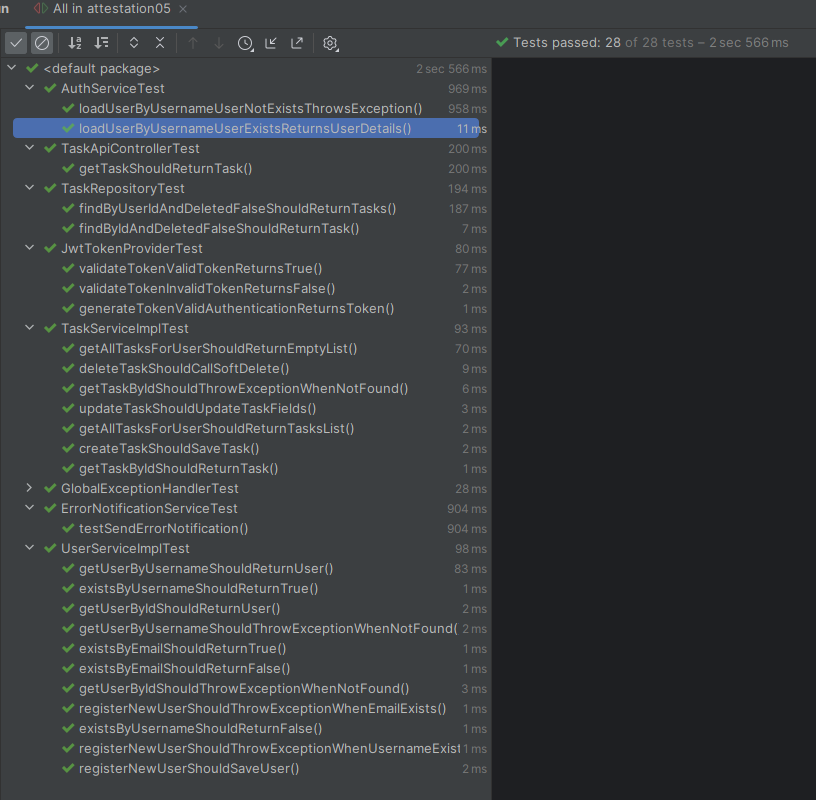 n
All in attestation05
Tests passed: 28 of 28 tests – 2 sec 566 ms
<default package> 2 sec 566 ms
AuthServiceTest 969 ms
loadUserByUsernameUserNotExistsThrowsException() 958 ms
loadUserByUsernameUserExistsReturnsUserDetails() 11 ms
TaskApiControllerTest 200 ms
getTaskShouldReturnTask() 200 ms
TaskRepositoryTest 194 ms
findByUserIdAndDeletedFalseShouldReturnTasks() 187 ms
findByIdAndDeletedFalseShouldReturnTask() 7 ms
JwtTokenProviderTest 80 ms
validateTokenValidTokenReturnsTrue() 77 ms
validateTokenInvalidTokenReturnsFalse() 2 ms
generateTokenValidAuthenticationReturnsToken() 1 ms
TaskServiceImplTest 93 ms
getAllTasksForUserShouldReturnEmptyList() 70 ms
deleteTaskShouldCallSoftDelete() 9 ms
getTaskByIdShouldThrowExceptionWhenNotFound() 6 ms
updateTaskShouldUpdateTaskFields() 3 ms
getAllTasksForUserShouldReturnTasksList() 2 ms
createTaskShouldSaveTask() 2 ms
getTaskByIdShouldReturnTask() 1 ms
GlobalExceptionHandlerTest 28 ms
ErrorNotificationServiceTest 904 ms
testSendErrorNotification() 904 ms
UserServiceImplTest 98 ms
getUserByUsernameShouldReturnUser() 83 ms
existsByUsernameShouldReturnTrue() 1 ms
getUserByIdShouldReturnUser() 2 ms
getUserByUsernameShouldThrowExceptionWhenNotFound( 2 ms
existsByEmailShouldReturnTrue() 1 ms
existsByEmailShouldReturnFalse() 1 ms
getUserByIdShouldThrowExceptionWhenNotFound() 3 ms
registerNewUserShouldThrowExceptionWhenEmailExists() 1 ms
existsByUsernameShouldReturnFalse() 1 ms
registerNewUserShouldThrowExceptionWhenUsernameExist 1 ms
registerNewUserShouldSaveUser() 2 ms